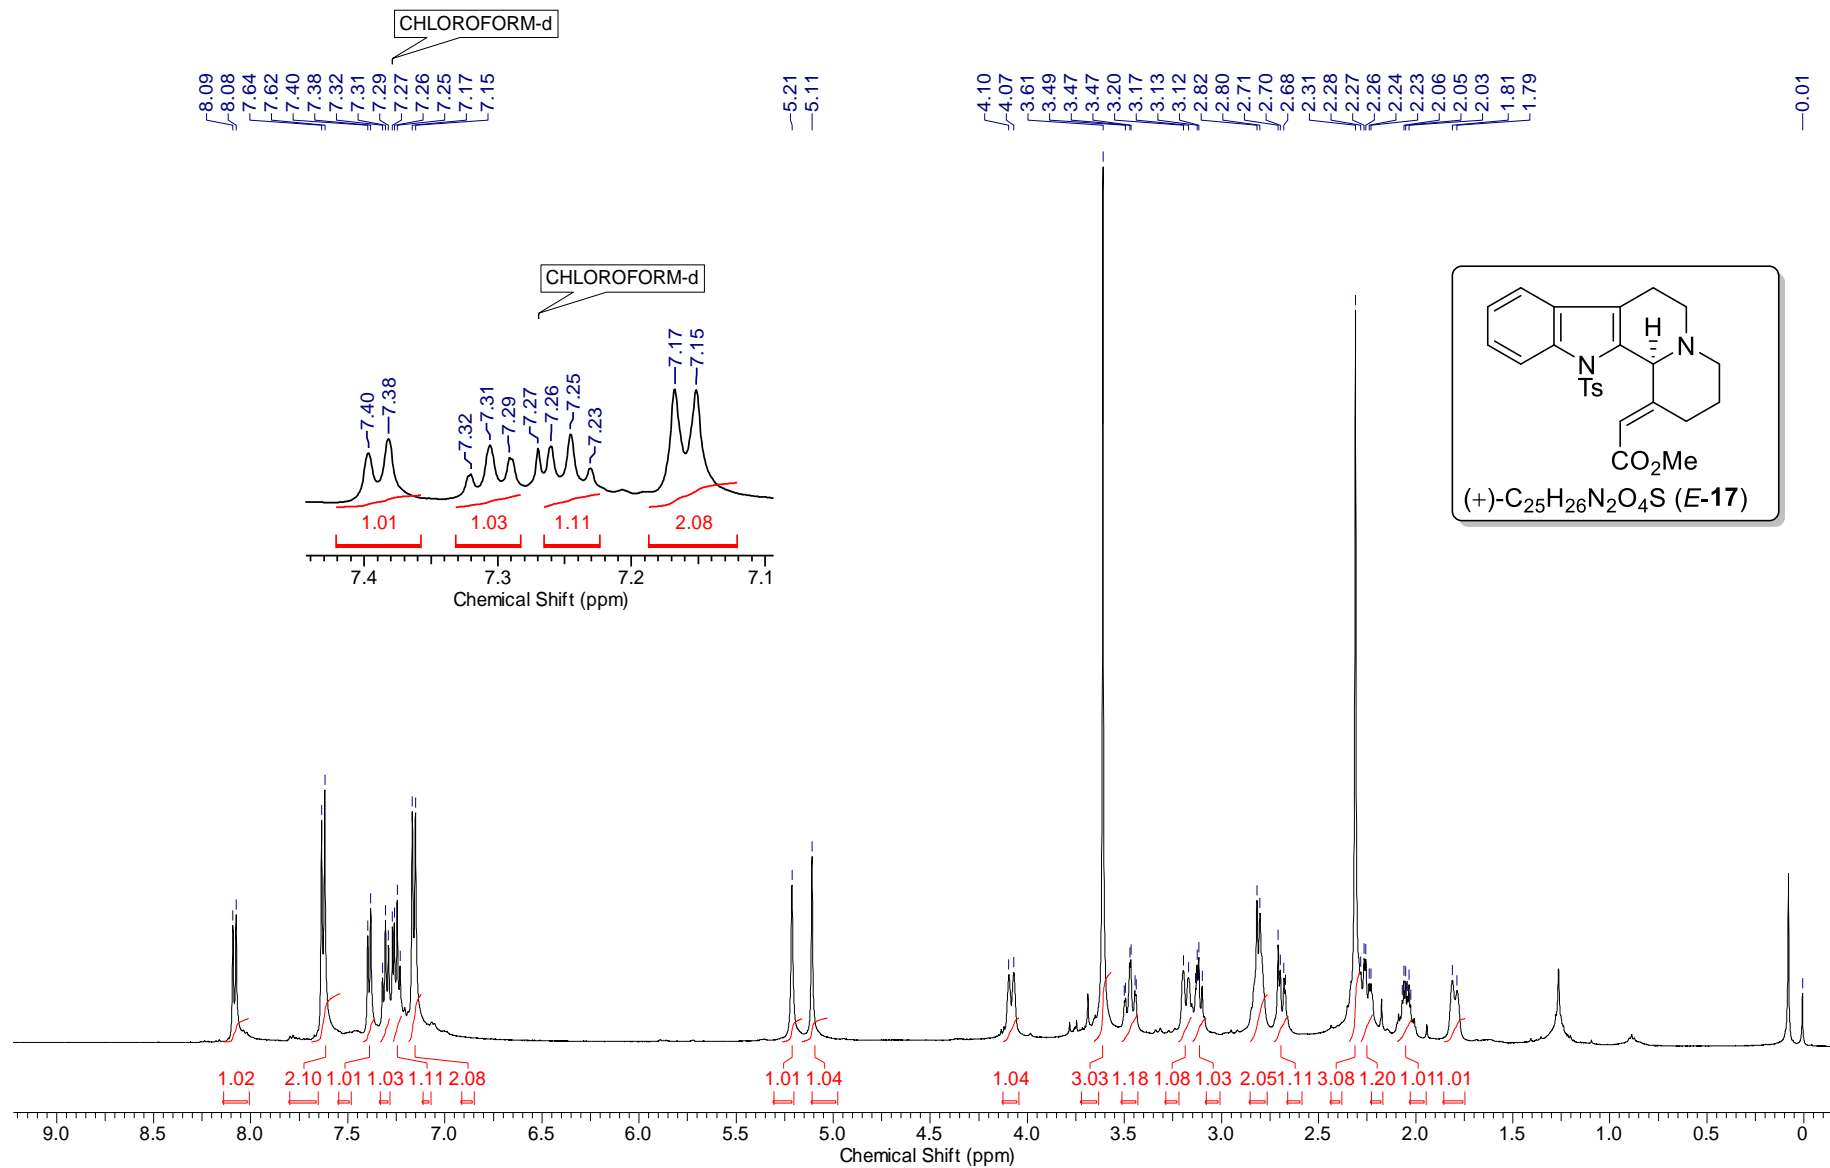 CHLOROFORM-d
8.09 8.08 7.64 7.62 7.40 7.38 7.32 7.31 7.29 7.27 7.26 7.25 7.17 7.15 5.21 5.11 4.10 4.07 3.61 3.49 3.47 3.47 3.20 3.17 3.13 3.12 2.82 2.80 2.71 2.70 2.68 2.31 2.28 2.27 2.26 2.24 2.23 2.06 2.05 2.03 1.81 1.79 0.01
CHLOROFORM-d
7.40 7.38 7.32 7.31 7.29 7.27 7.26 7.25 7.23 7.17 7.15
1.01 1.03 1.11 2.08
7.4 7.3 7.2 7.1
Chemical Shift (ppm)
H
N
N
Ts
CO₂Me
(+)-C₂₅H₂₆N₂O₄S (E-17)
1.02 2.10 1.01 1.03 1.11 2.08 1.01 1.04 1.04 3.03 1.18 1.08 1.03 2.05 1.11 3.08 1.20 1.01 1.01
9.0 8.5 8.0 7.5 7.0 6.5 6.0 5.5 5.0 4.5 4.0 3.5 3.0 2.5 2.0 1.5 1.0 0.5 0
Chemical Shift (ppm)